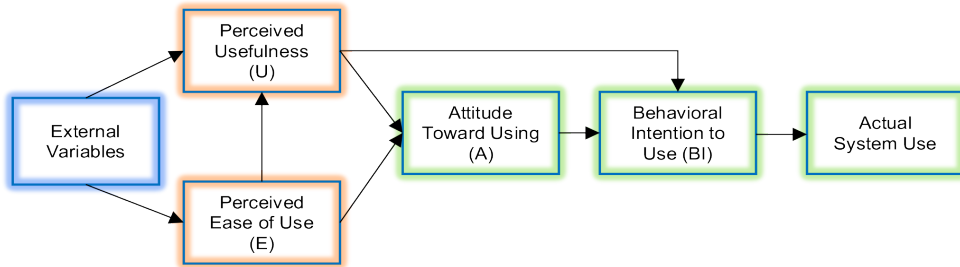 Perceived
Usefulness
(U)
External
Variables
Perceived
Ease of Use
(E)
Attitude
Toward Using
(A)
Behavioral
Intention to
Use (BI)
Actual
System Use